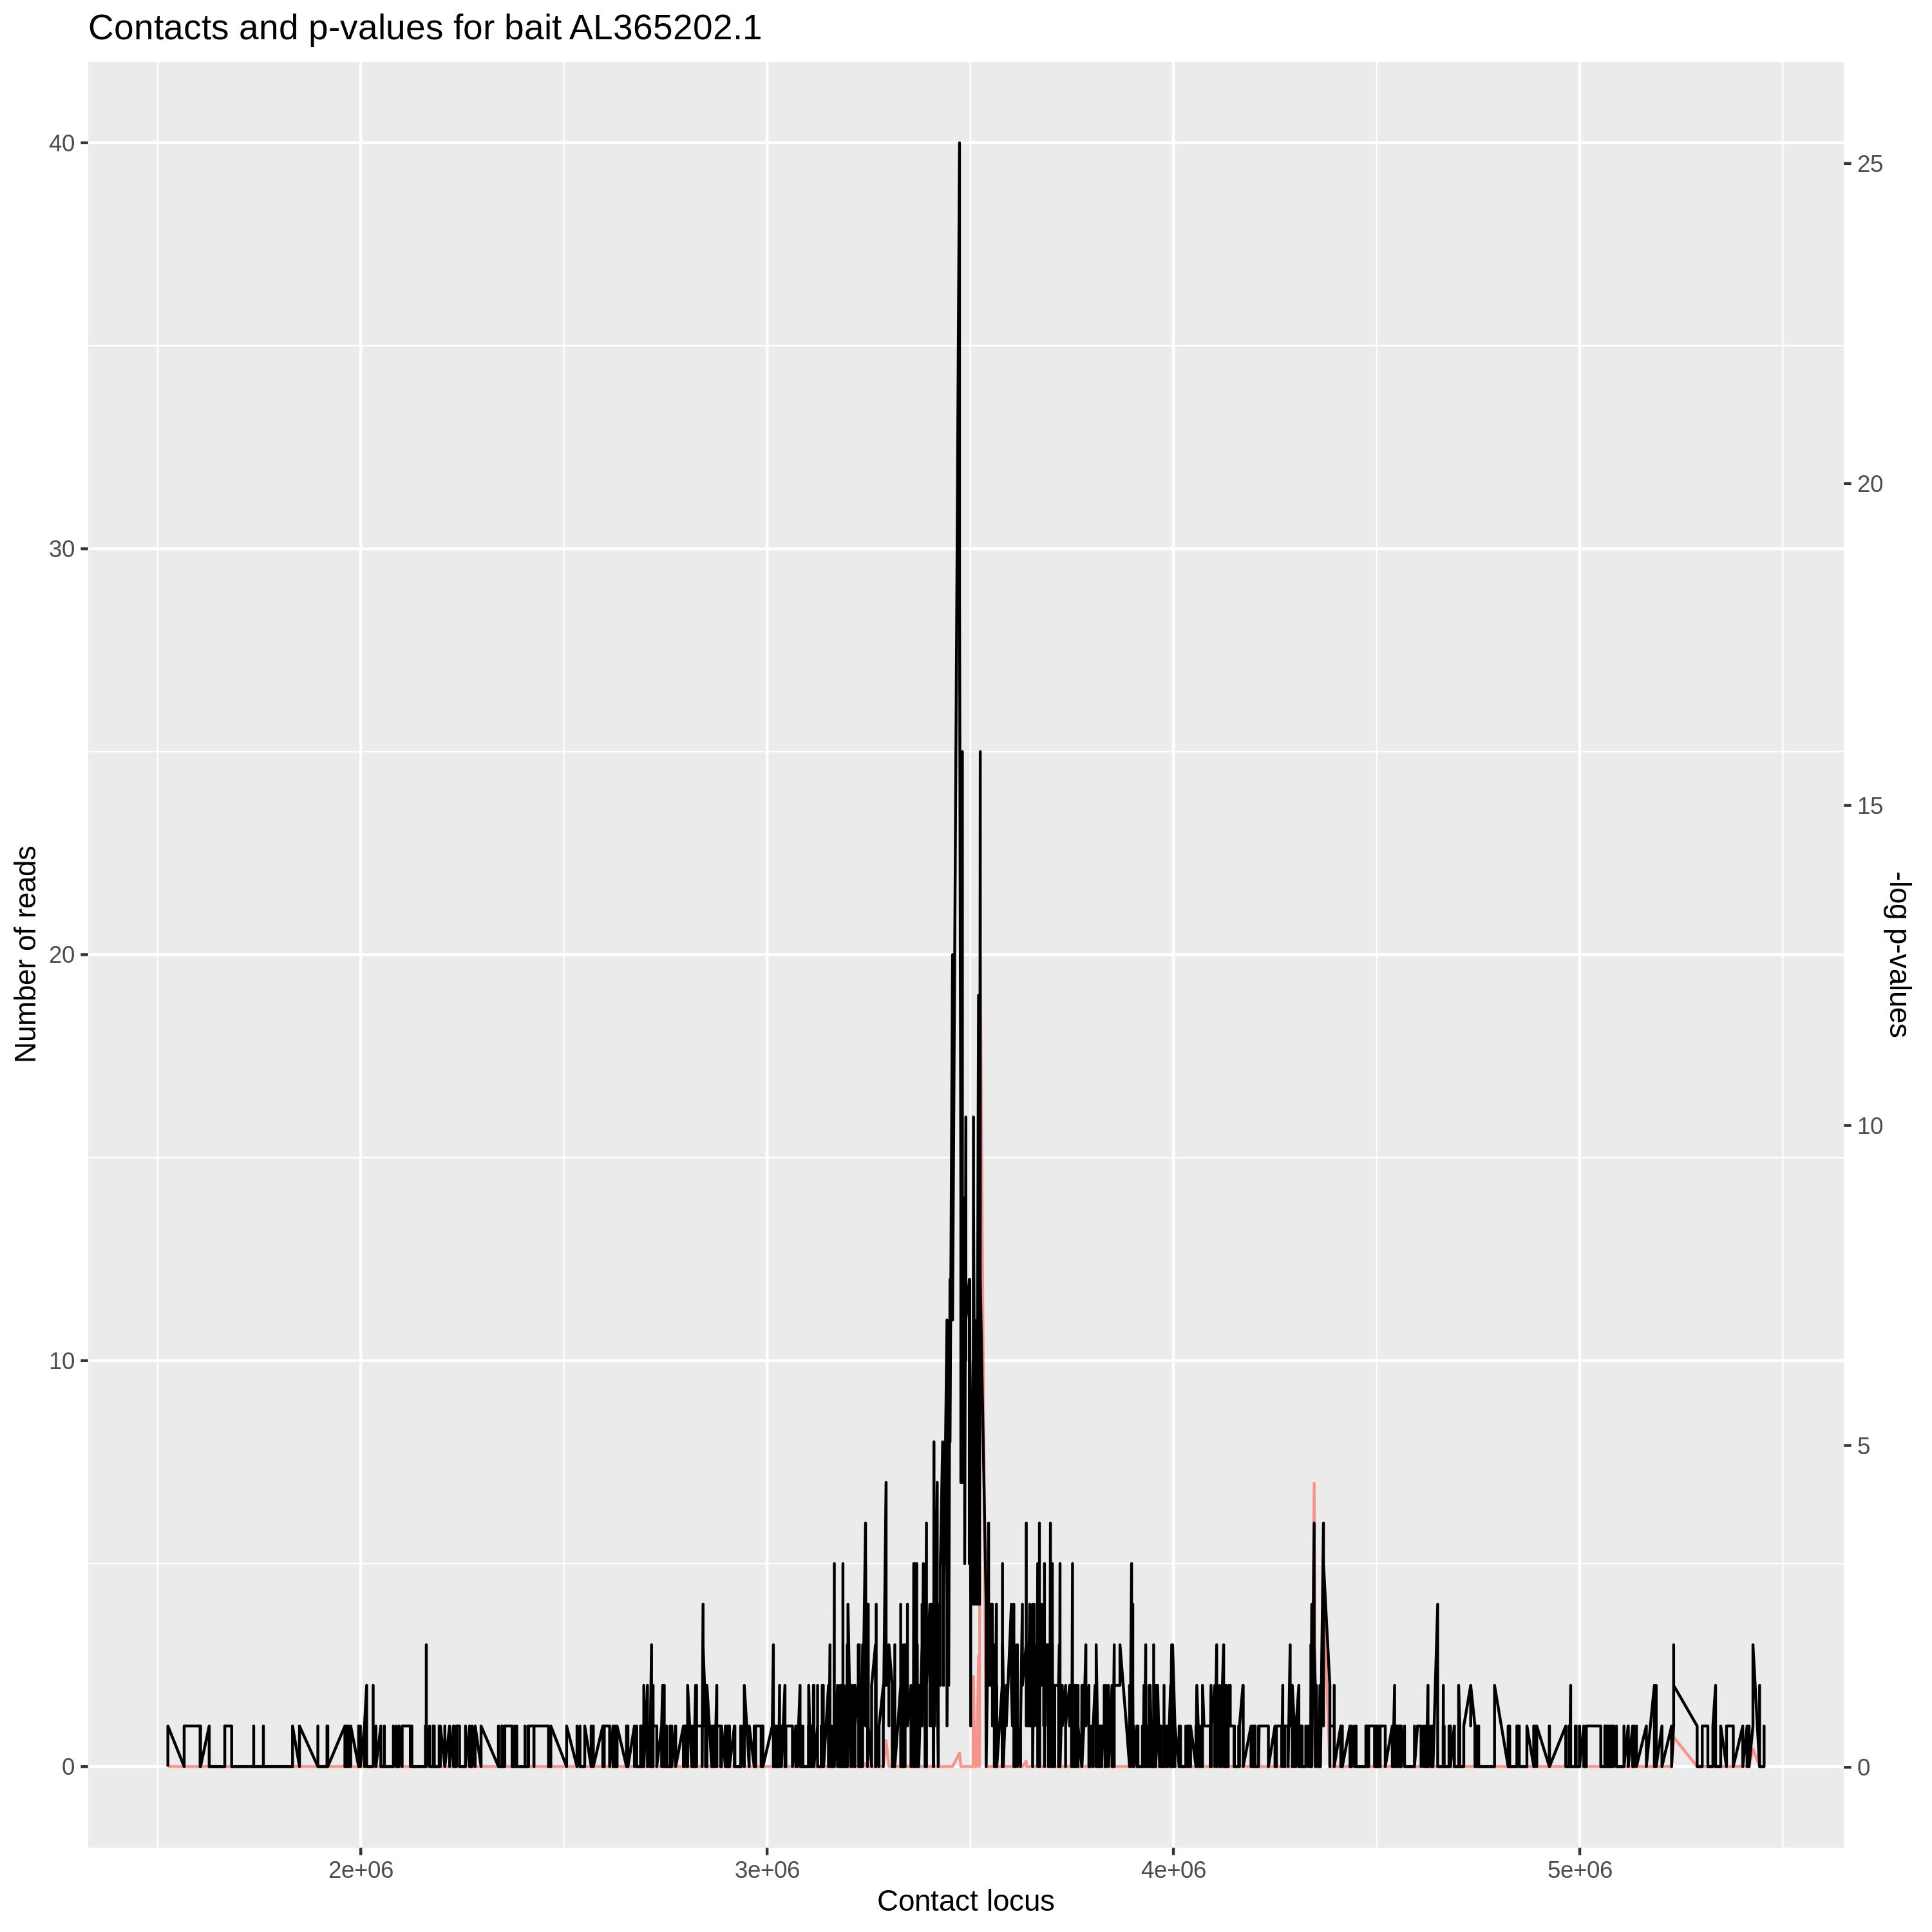 Contacts and p-values for bait AL365202.1
40
30
20
10
0
Number of reads
25
20
15
10
5
0
-log p-values
2e+06
3e+06
4e+06
5e+06
Contact locus